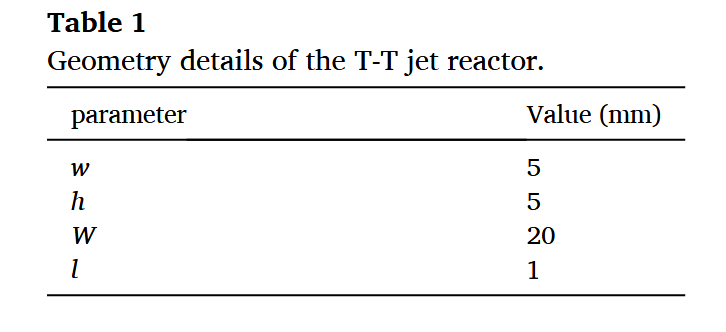 Table 1
Geometry details of the T-T jet reactor.
parameter Value (mm)
w 5
h 5
W 20
l 1